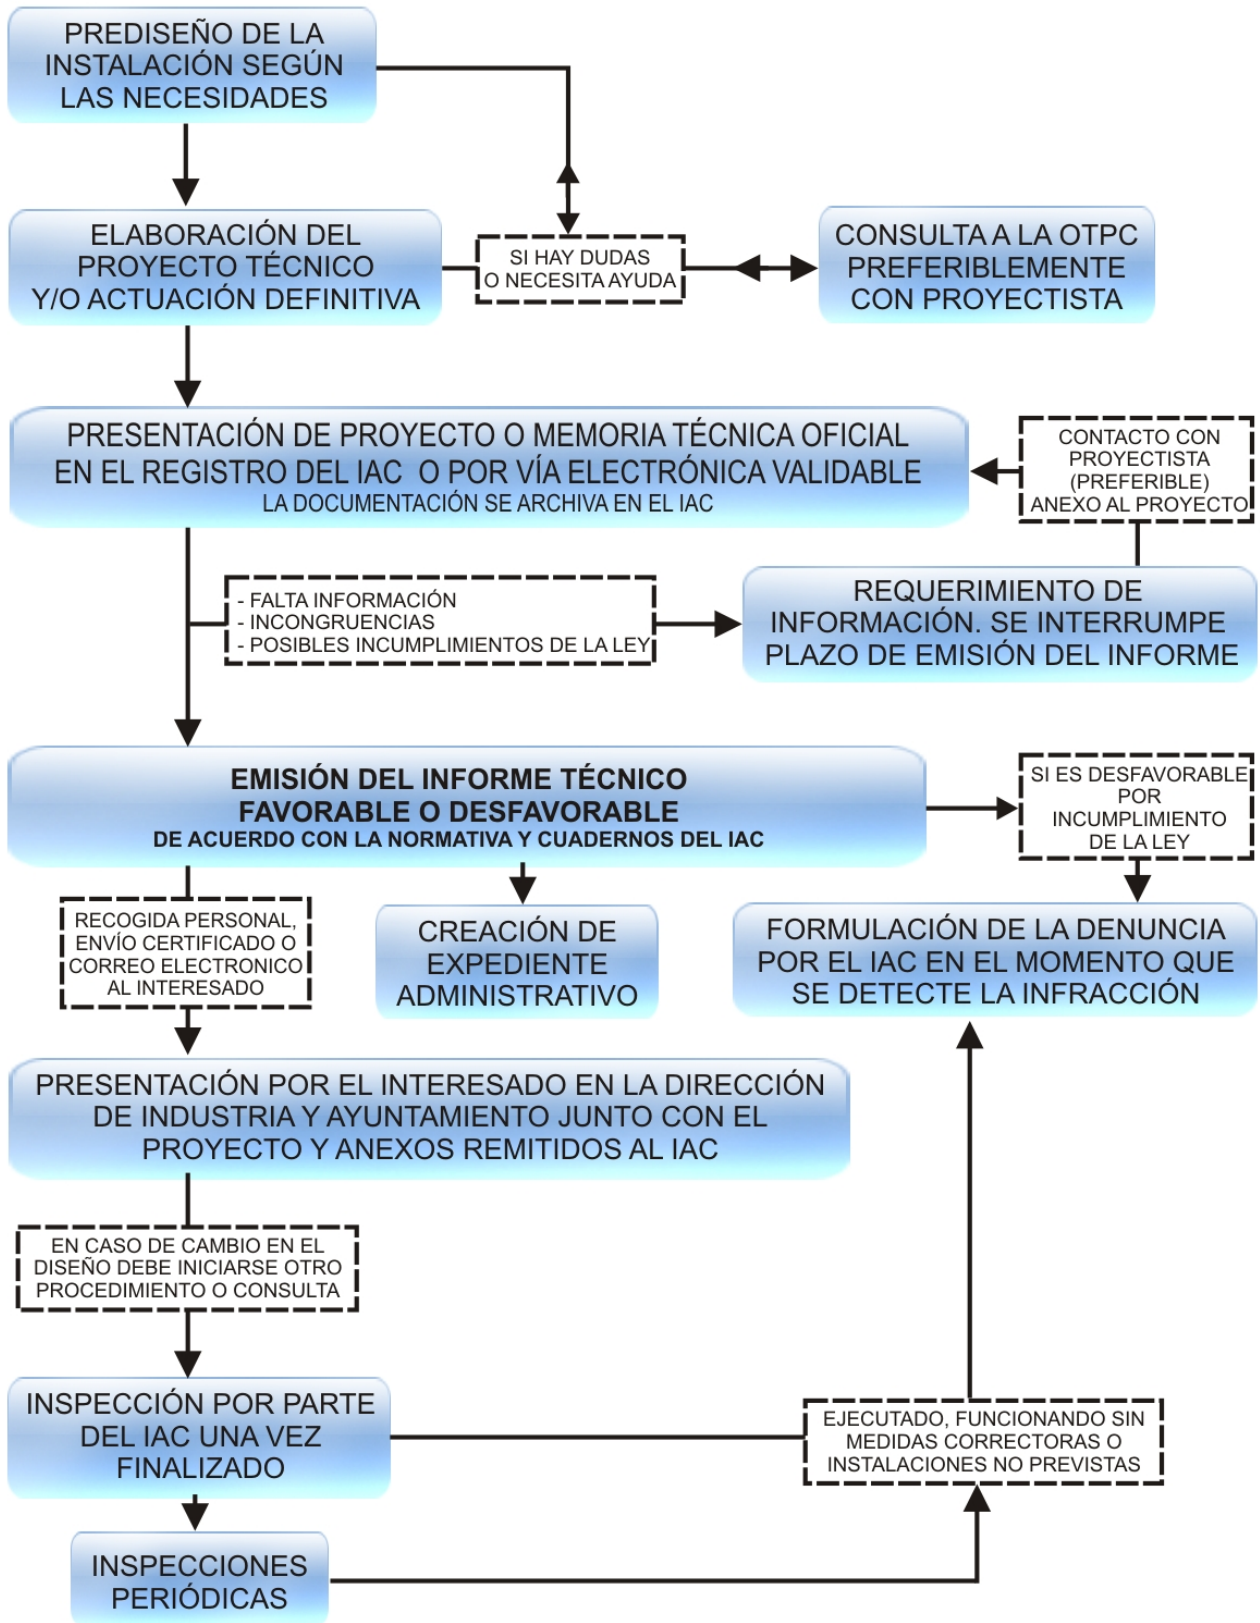 PREDISEÑO DE LA
INSTALACIÓN SEGÚN
LAS NECESIDADES
ELABORACIÓN DEL
PROYECTO TÉCNICO
Y/O ACTUACIÓN DEFINITIVA
SI HAY DUDAS
O NECESITA AYUDA
CONSULTA A LA OTPC
PREFERIBLEMENTE
CON PROYECTISTA
PRESENTACIÓN DE PROYECTO O MEMORIA TÉCNICA OFICIAL
EN EL REGISTRO DEL IAC O POR VÍA ELECTRÓNICA VALIDABLE
LA DOCUMENTACIÓN SE ARCHIVA EN EL IAC
CONTACTO CON
PROYECTISTA
(PREFERIBLE)
ANEXO AL PROYECTO
- FALTA INFORMACIÓN
- INCONGRUENCIAS
- POSIBLES INCUMPLIMIENTOS DE LA LEY
REQUERIMIENTO DE
INFORMACIÓN. SE INTERRUMPE
PLAZO DE EMISIÓN DEL INFORME
EMISIÓN DEL INFORME TÉCNICO
FAVORABLE O DESFAVORABLE
DE ACUERDO CON LA NORMATIVA Y CUADERNOS DEL IAC
SI ES DESFAVORABLE
POR
INCUMPLIMIENTO
DE LA LEY
RECOGIDA PERSONAL,
ENVÍO CERTIFICADO O
CORREO ELECTRONICO
AL INTERESADO
CREACIÓN DE
EXPEDIENTE
ADMINISTRATIVO
FORMULACIÓN DE LA DENUNCIA
POR EL IAC EN EL MOMENTO QUE
SE DETECTE LA INFRACCIÓN
PRESENTACIÓN POR EL INTERESADO EN LA DIRECCIÓN
DE INDUSTRIA Y AYUNTAMIENTO JUNTO CON EL
PROYECTO Y ANEXOS REMITIDOS AL IAC
EN CASO DE CAMBIO EN EL
DISEÑO DEBE INICIARSE OTRO
PROCEDIMIENTO O CONSULTA
INSPECCIÓN POR PARTE
DEL IAC UNA VEZ
FINALIZADO
EJECUTADO, FUNCIONANDO SIN
MEDIDAS CORRECTORAS O
INSTALACIONES NO PREVISTAS
INSPECCIONES
PERIÓDICAS